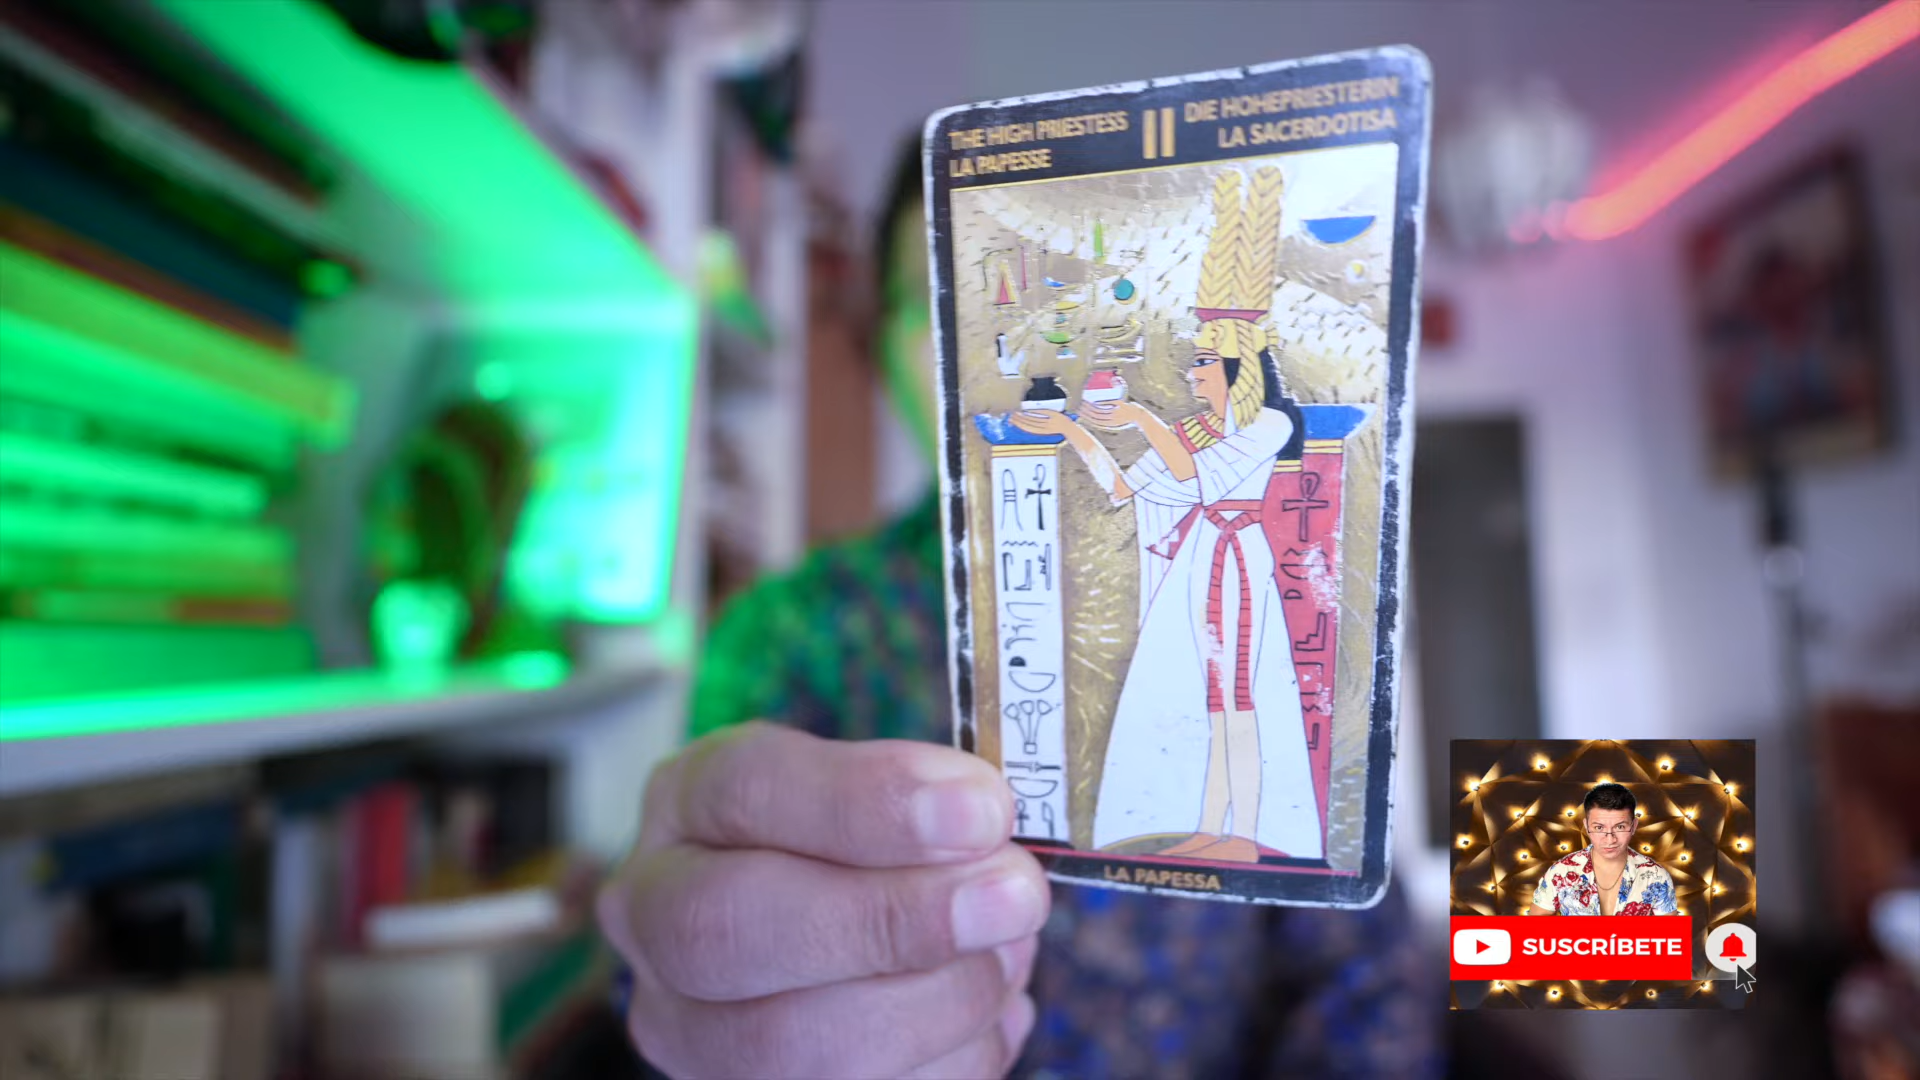 THE HIGH PRIESTESS
LA PAPESSE
II
DIE HOHEPRIESTERIN
LA SACERDOTISA
LA PAPESSA
SUSCRÍBETE